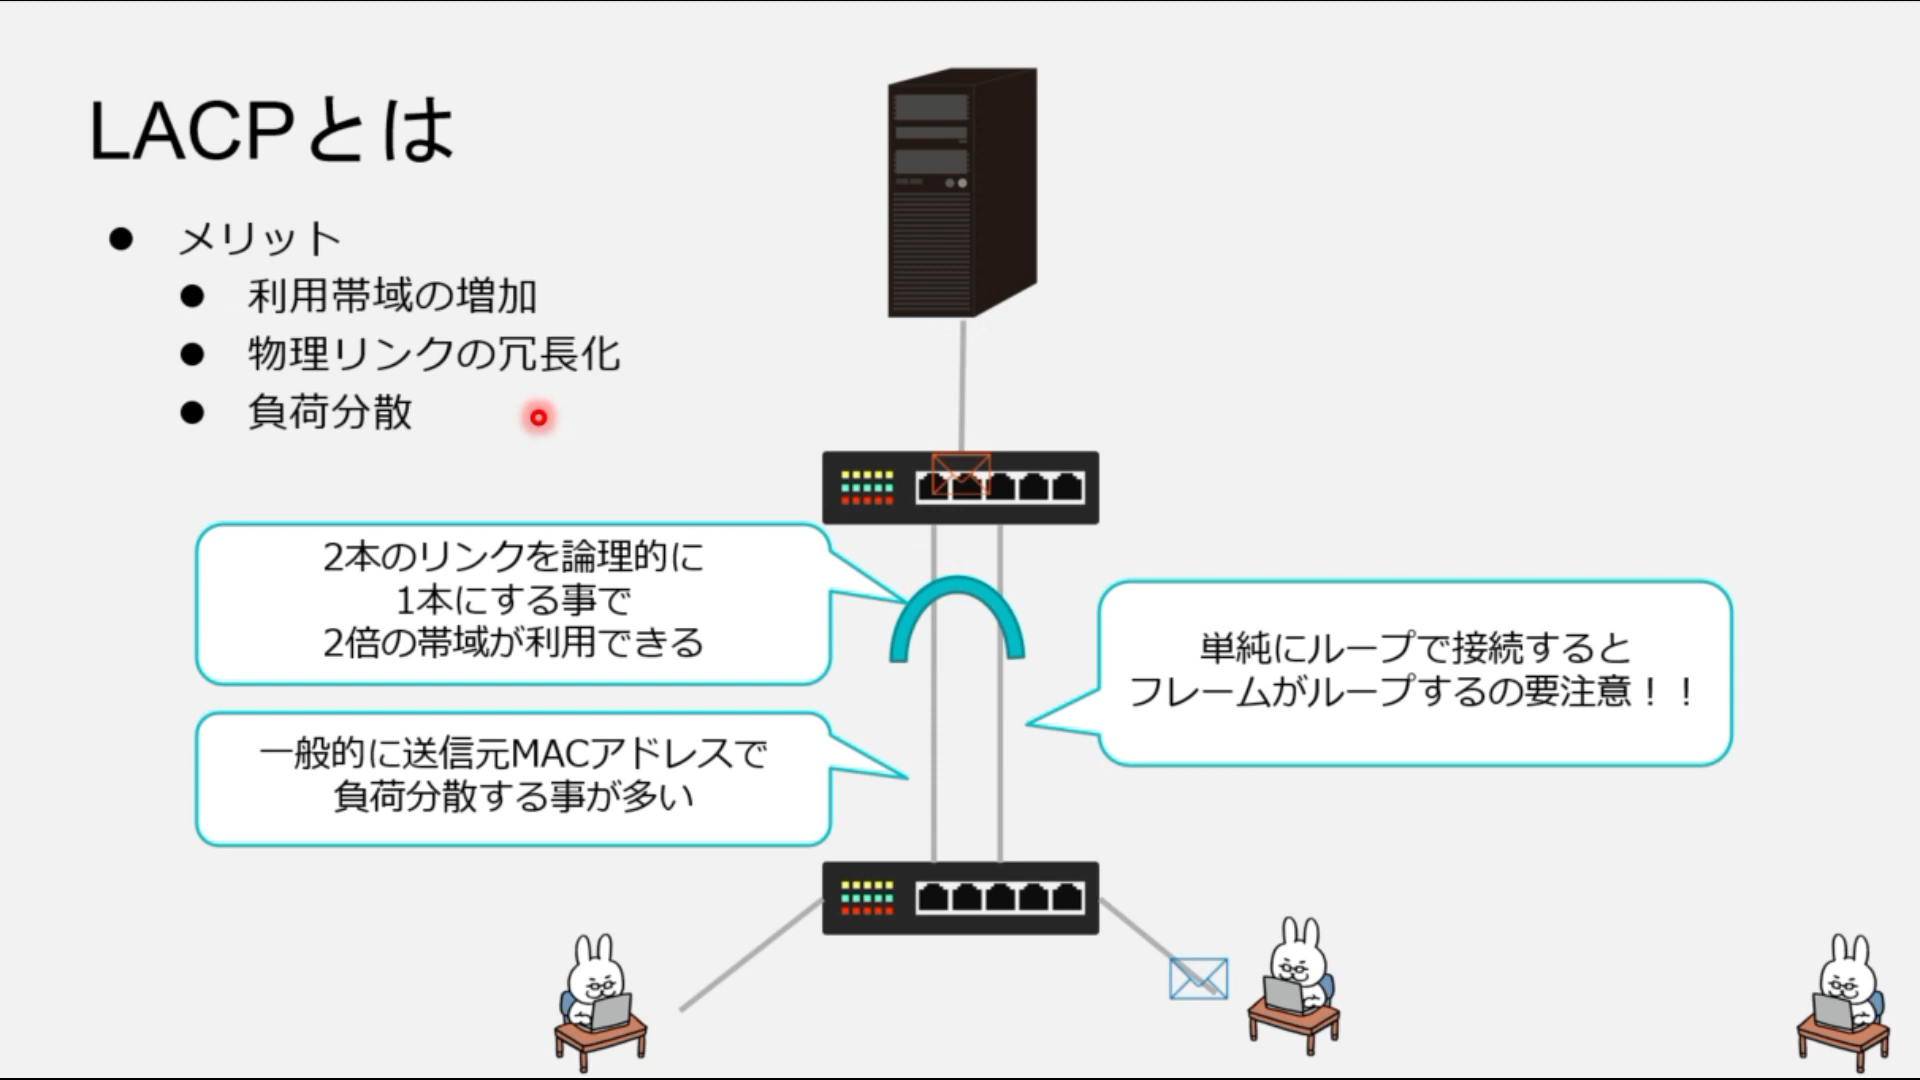 LACPとは
メリット
利用帯域の増加
物理リンクの冗長化
負荷分散
2本のリンクを論理的に
1本にする事で
2倍の帯域が利用できる
一般的に送信元MACアドレスで
負荷分散する事が多い
単純にループで接続すると
フレームがループするの要注意！！